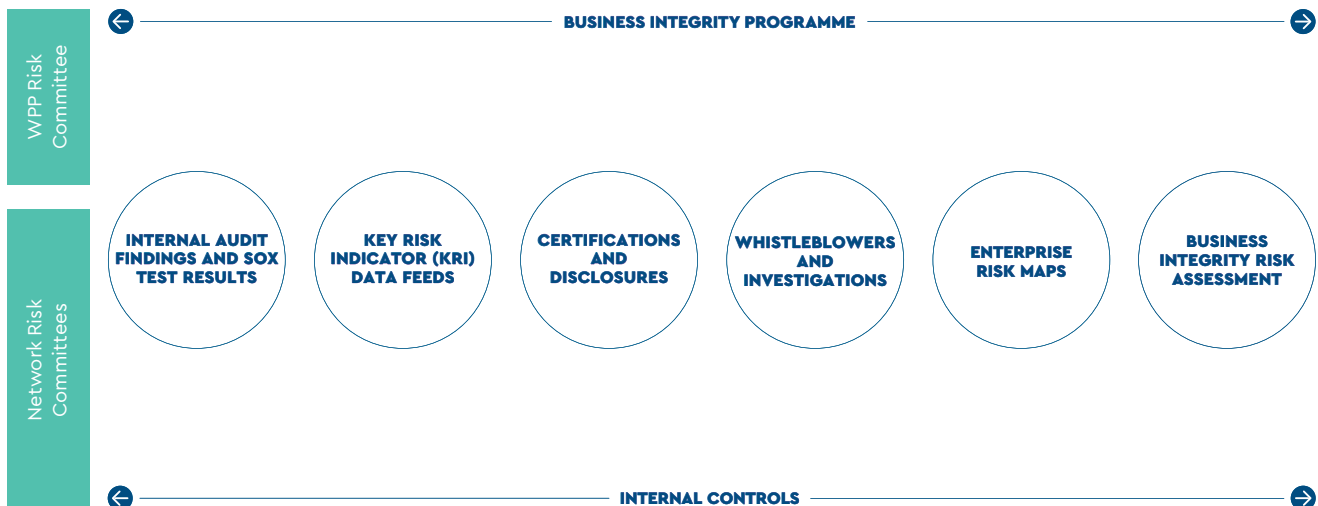 BUSINESS INTEGRITY PROGRAMME
WPP Risk
Committee
INTERNAL AUDIT
FINDINGS AND SOX
TEST RESULTS
KEY RISK
INDICATOR (KRI)
DATA FEEDS
CERTIFICATIONS
AND
DISCLOSURES
WHISTLEBLOWERS
AND
INVESTIGATIONS
ENTERPRISE
RISK MAPS
BUSINESS
INTEGRITY RISK
ASSESSMENT
Network Risk
Committees
INTERNAL CONTROLS